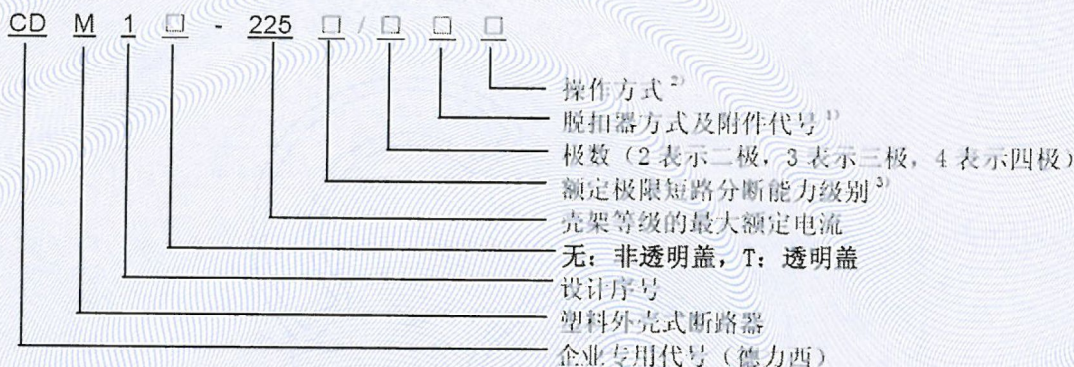 CD M 1 □ - 225 □ / □ □ □
操作方式 2)
脱扣器方式及附件代号 1)
极数（2 表示二极，3 表示三极，4 表示四极）
额定极限短路分断能力级别 3)
壳架等级的最大额定电流
无：非透明盖，T：透明盖
设计序号
塑料外壳式断路器
企业专用代号（德力西）